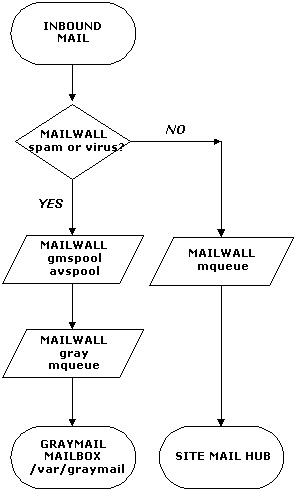 INBOUND
MAIL
MAILWALL
spam or virus?
NO
YES
MAILWALL
gmspool
avspool
MAILWALL
mqueue
MAILWALL
gray
mqueue
GRAYMAIL
MAILBOX
/var/graymail
SITE MAIL HUB